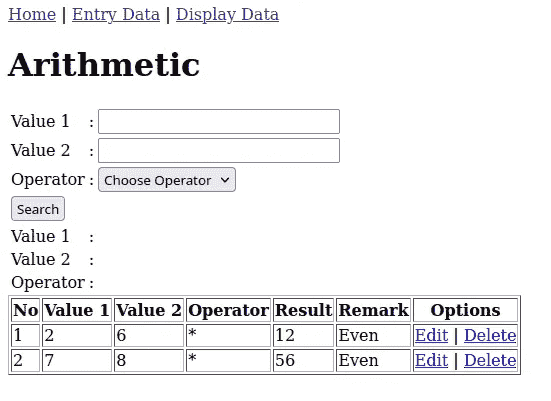 Home | Entry Data | Display Data
Arithmetic
Value 1 :
Value 2 :
Operator : Choose Operator
Search
Value 1 :
Value 2 :
Operator :
No Value 1 Value 2 Operator Result Remark Options
1 2 6 * 12 Even Edit | Delete
2 7 8 * 56 Even Edit | Delete